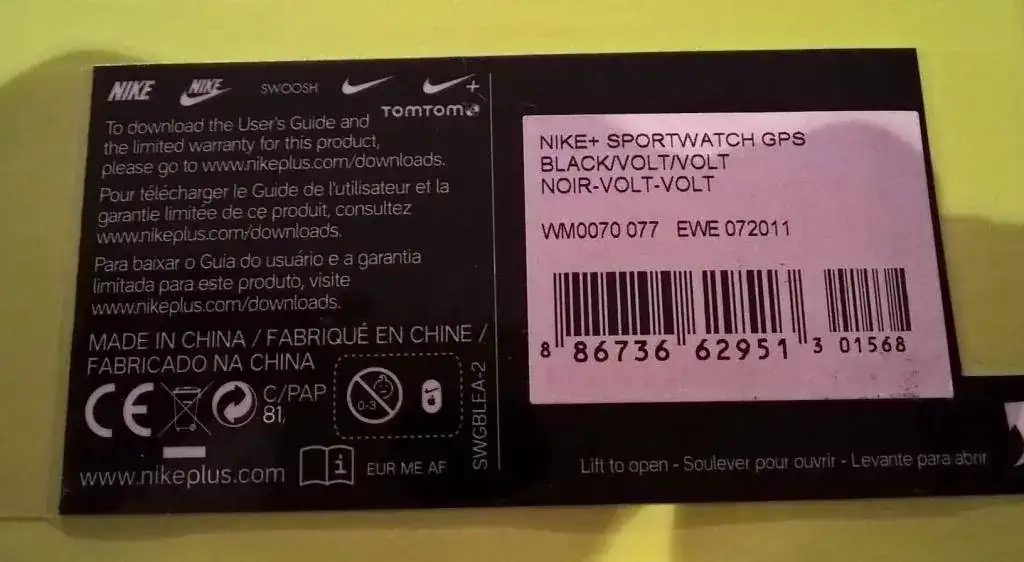 NIKE NIKE SWOOSH +
TOMTOM
To download the User's Guide and
the limited warranty for this product,
please go to www.nikeplus.com/downloads.
Pour télécharger le Guide de l'utilisateur et la
garantie limitée de ce produit, consultez
www.nikeplus.com/downloads.
Para baixar o Guia do usuário e a garantia
limitada para este produto, visite
www.nikeplus.com/downloads.
MADE IN CHINA / FABRIQUÉ EN CHINE /
FABRICADO NA CHINA
CE
C/PAP
81
0-3
www.nikeplus.com
i
EUR ME AF
SWGBLEA-2
NIKE+ SPORTWATCH GPS
BLACK/VOLT/VOLT
NOIR-VOLT-VOLT
WM0070 077 EWE 072011
8 86736 62951 3 01568
Lift to open - Soulever pour ouvrir - Levante para abrir